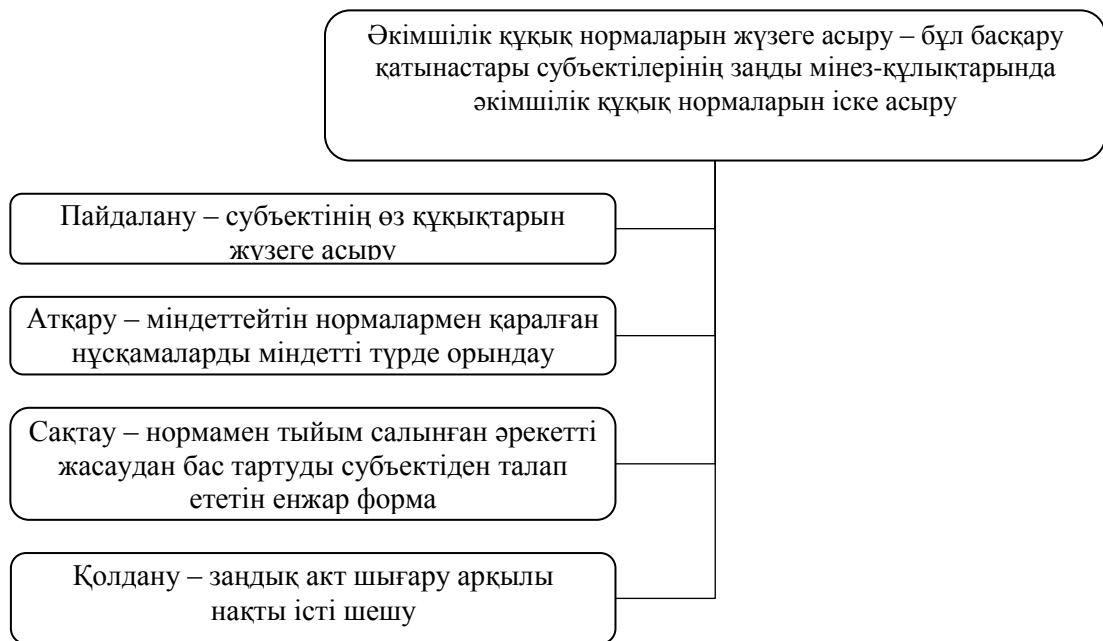 Әкімшілік құқық нормаларын жүзеге асыру – бұл басқару
қатынастары субъектілерінің заңды мінез-құлықтарында
әкімшілік құқық нормаларын іске асыру
Пайдалану – субъектінің өз құқықтарын
жүзеге асыру
Атқару – міндеттейтін нормалармен қаралған
нұсқамаларды міндетті түрде орындау
Сақтау – нормамен тыйым салынған әрекетті
жасаудан бас тартуды субъектіден талап
ететін енжар форма
Қолдану – заңдық акт шығару арқылы
нақты істі шешу